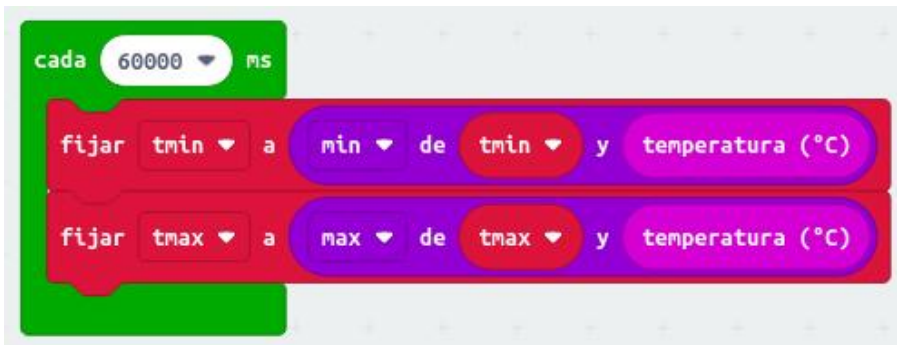 cada 60000 ms
fijar tmin a min de tmin y temperatura (°C)
fijar tmax a max de tmax y temperatura (°C)